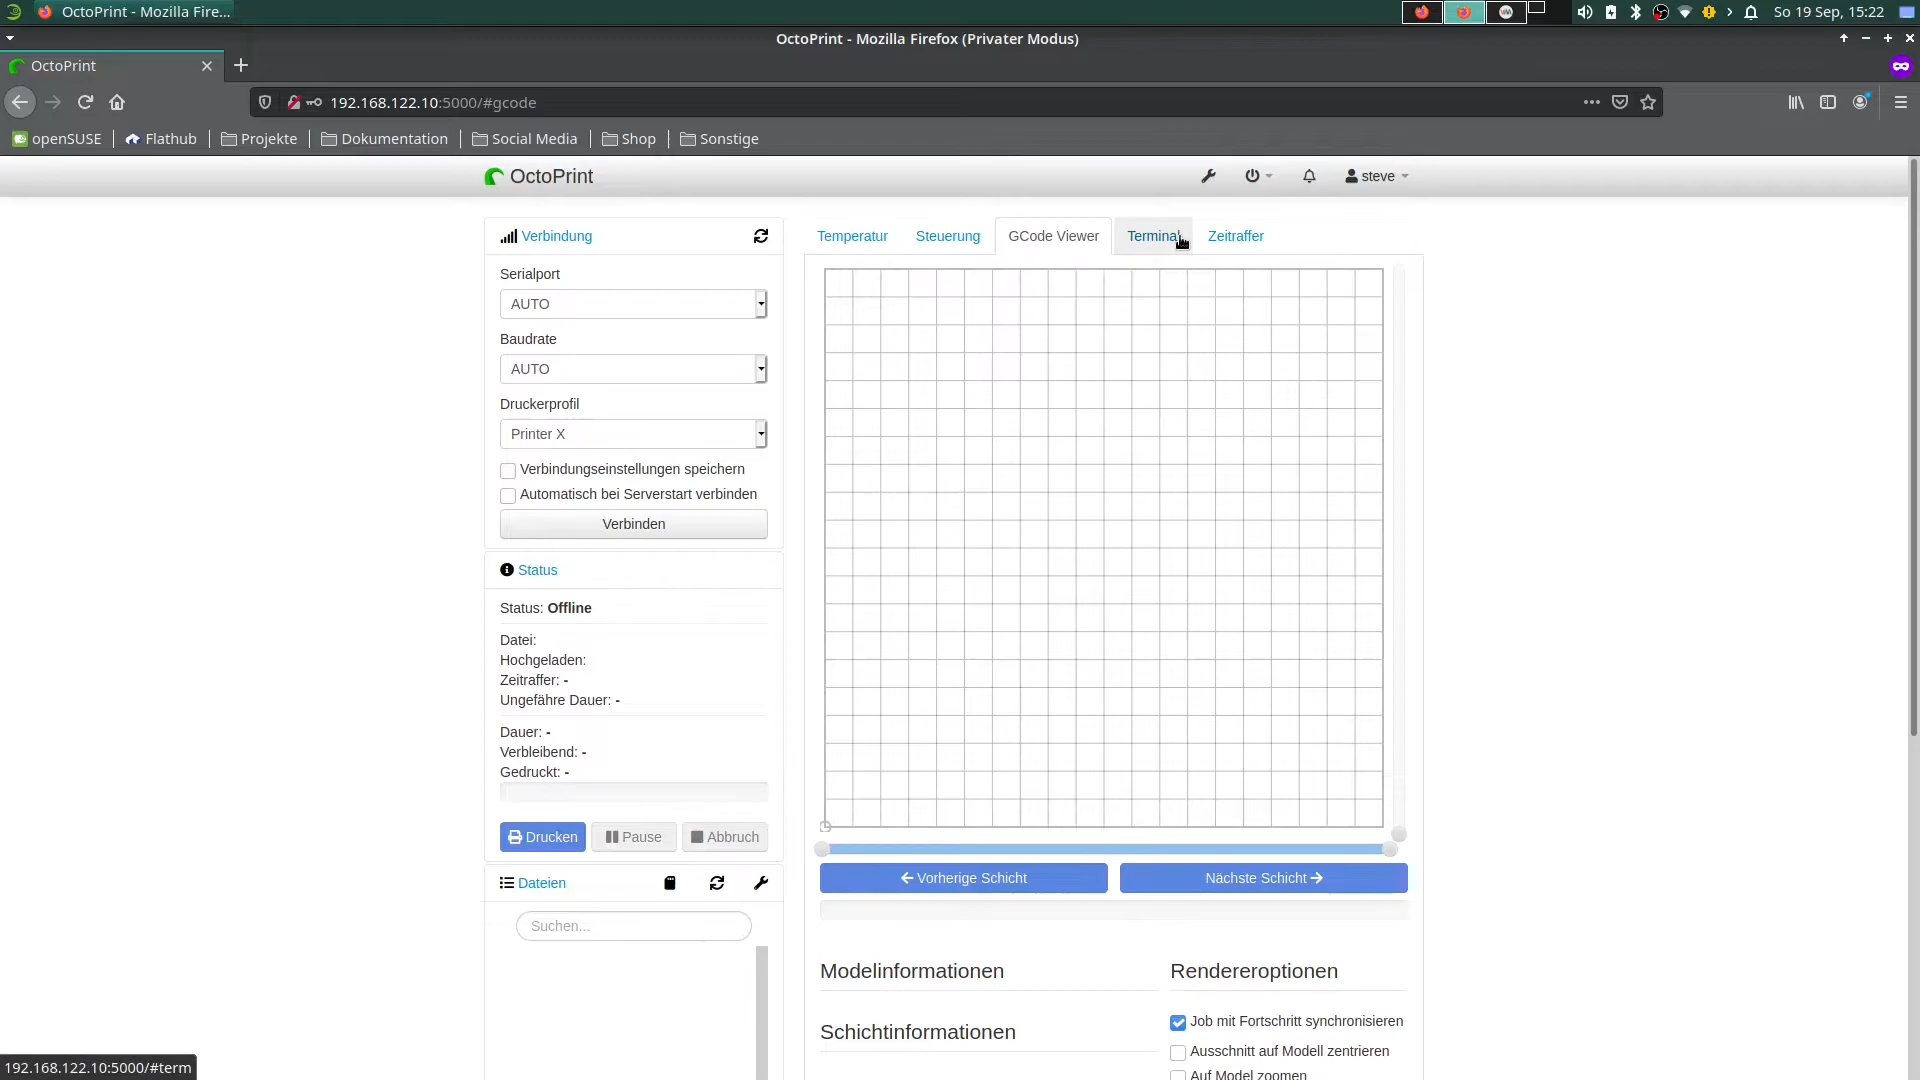 OctoPrint - Mozilla Fire...
So 19 Sep, 15:22
OctoPrint - Mozilla Firefox (Privater Modus)
OctoPrint
192.168.122.10:5000/#gcode
openSUSE
Flathub
Projekte
Dokumentation
Social Media
Shop
Sonstige
OctoPrint
steve
Verbindung
Temperatur
Steuerung
GCode Viewer
Terminal
Zeitraffer
Serialport
AUTO
Baudrate
AUTO
Druckerprofil
Printer X
Verbindungseinstellungen speichern
Automatisch bei Serverstart verbinden
Verbinden
Status
Status: Offline
Datei:
Hochgeladen:
Zeitraffer: -
Ungefähre Dauer: -
Dauer: -
Verbleibend: -
Gedruckt: -
Drucken
Pause
Abbruch
Vorherige Schicht
Nächste Schicht
Dateien
Suchen...
Modelinformationen
Rendereroptionen
Job mit Fortschritt synchronisieren
Schichtinformationen
Ausschnitt auf Modell zentrieren
Auf Model zoomen
192.168.122.10:5000/#term